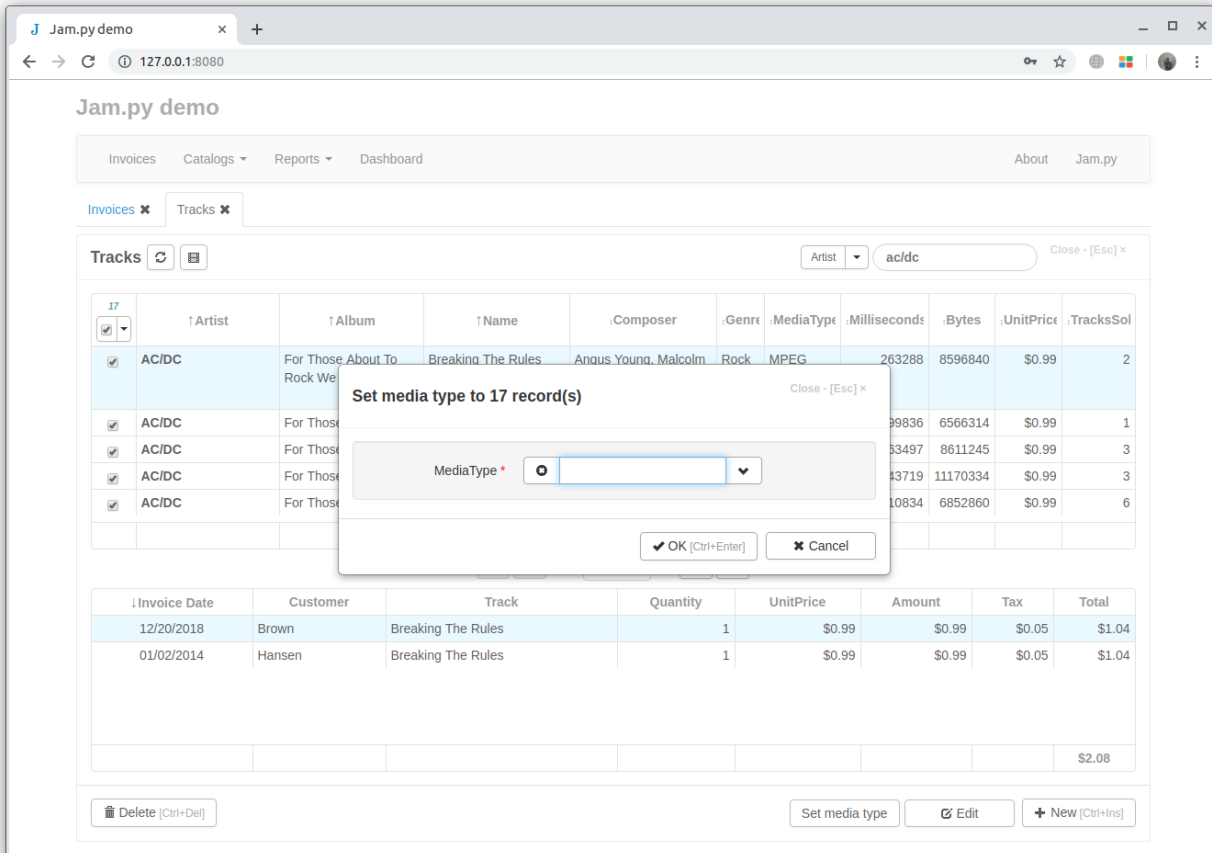 Jam.py demo
127.0.0.1:8080
Jam.py demo
Invoices Catalogs Reports Dashboard About Jam.py
Invoices Tracks
Tracks Artist ac/dc Close - [Esc] ×
17
↑Artist ↑Album ↑Name Composer Genre MediaType Milliseconds Bytes UnitPrice TracksSol
AC/DC For Those About To Breaking The Rules Angus Young, Malcolm Rock MPEG 263288 8596840 $0.99 2
Rock We
Set media type to 17 record(s) Close - [Esc] ×
AC/DC For Those 99836 6566314 $0.99 1
AC/DC For Those 63497 8611245 $0.99 3
AC/DC For Those 43719 11170334 $0.99 3
AC/DC For Those 10834 6852860 $0.99 6
MediaType *
OK [Ctrl+Enter] Cancel
↓Invoice Date Customer Track Quantity UnitPrice Amount Tax Total
12/20/2018 Brown Breaking The Rules 1 $0.99 $0.99 $0.05 $1.04
01/02/2014 Hansen Breaking The Rules 1 $0.99 $0.99 $0.05 $1.04
$2.08
Delete [Ctrl+Del] Set media type Edit New [Ctrl+Ins]